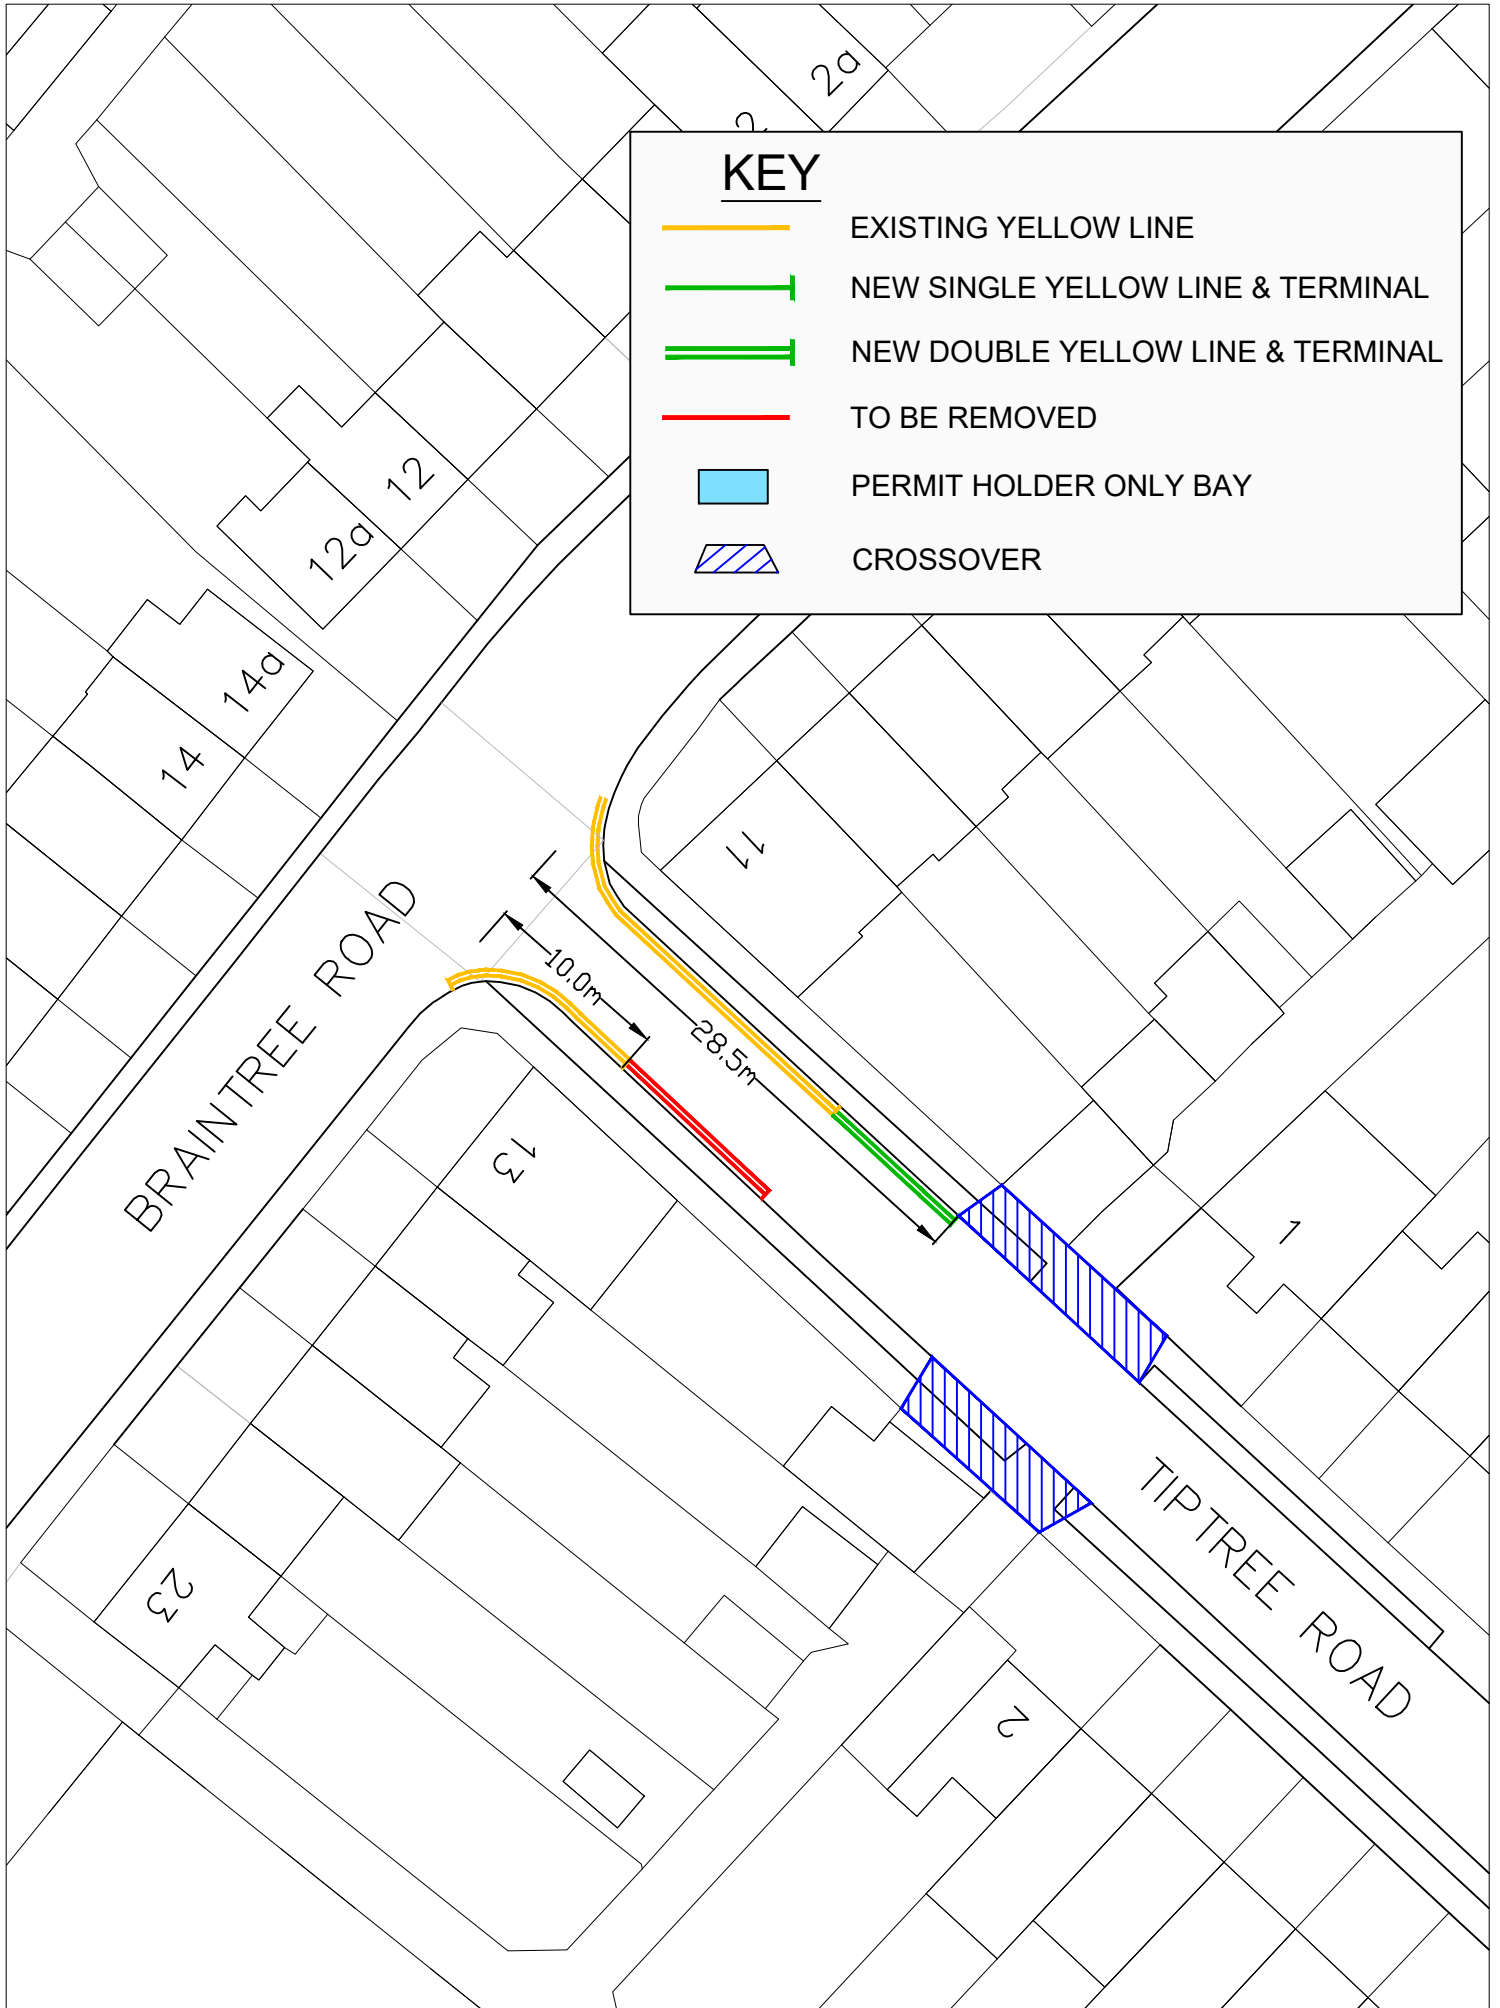 2a
2
KEY
EXISTING YELLOW LINE
NEW SINGLE YELLOW LINE & TERMINAL
NEW DOUBLE YELLOW LINE & TERMINAL
TO BE REMOVED
PERMIT HOLDER ONLY BAY
CROSSOVER
12
12a
14a
14
11
BRAINTREE ROAD
10.0m
28.5m
13
1
TIPTREE ROAD
23
2